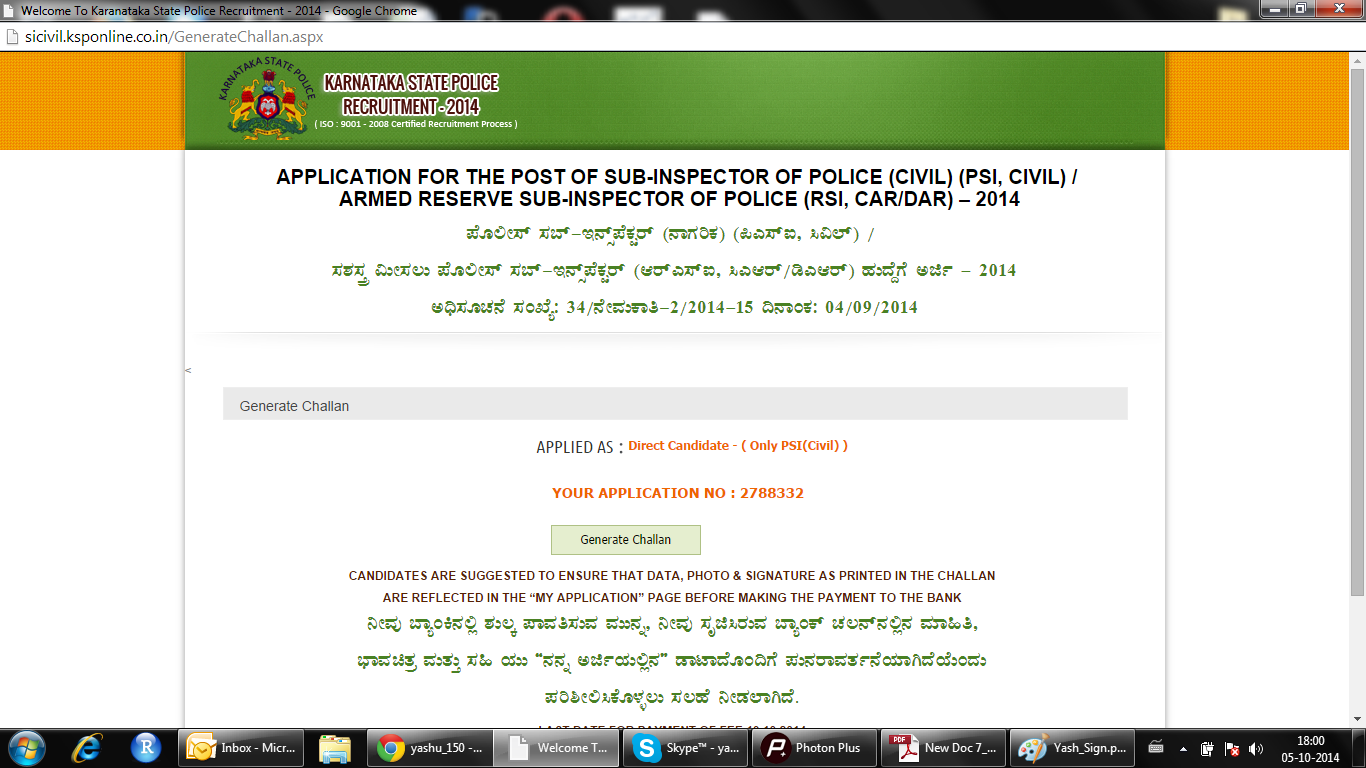 Welcome To Karanataka State Police Recruitment - 2014 - Google Chrome
sicivil.ksponline.co.in/GenerateChallan.aspx
KARNATAKA STATE POLICE
KARNATAKA STATE POLICE
RECRUITMENT - 2014
( ISO : 9001 - 2008 Certified Recruitment Process )
APPLICATION FOR THE POST OF SUB-INSPECTOR OF POLICE (CIVIL) (PSI, CIVIL) /
ARMED RESERVE SUB-INSPECTOR OF POLICE (RSI, CAR/DAR) – 2014
ಪೊಲೀಸ್ ಸಬ್–ಇನ್ಸ್‌ಪೆಕ್ಟರ್ (ನಾಗರಿಕ) (ಪಿಎಸ್ಐ, ಸಿವಿಲ್) /
ಸಶಸ್ತ್ರ ಮೀಸಲು ಪೊಲೀಸ್ ಸಬ್–ಇನ್ಸ್‌ಪೆಕ್ಟರ್ (ಆರ್ಎಸ್ಐ, ಸಿಎಆರ್/ಡಿಎಆರ್) ಹುದ್ದೆಗೆ ಅರ್ಜಿ – 2014
ಅಧಿಸೂಚನೆ ಸಂಖ್ಯೆ: 34/ನೇಮಕಾತಿ–2/2014–15 ದಿನಾಂಕ: 04/09/2014
<
Generate Challan
APPLIED AS : Direct Candidate - ( Only PSI(Civil) )
YOUR APPLICATION NO : 2788332
Generate Challan
CANDIDATES ARE SUGGESTED TO ENSURE THAT DATA, PHOTO & SIGNATURE AS PRINTED IN THE CHALLAN
ARE REFLECTED IN THE “MY APPLICATION” PAGE BEFORE MAKING THE PAYMENT TO THE BANK
ನೀವು ಬ್ಯಾಂಕಿನಲ್ಲಿ ಶುಲ್ಕ ಪಾವತಿಸುವ ಮುನ್ನ, ನೀವು ಸೃಜಿಸಿರುವ ಬ್ಯಾಂಕ್ ಚಲನ್‌ನಲ್ಲಿನ ಮಾಹಿತಿ,
ಭಾವಚಿತ್ರ ಮತ್ತು ಸಹಿ ಯು “ನನ್ನ ಅರ್ಜಿಯಲ್ಲಿನ” ಡಾಟಾದೊಂದಿಗೆ ಪುನರಾವರ್ತನೆಯಾಗಿದೆಯೆಂದು
ಪರಿಶೀಲಿಸಿಕೊಳ್ಳಲು ಸಲಹೆ ನೀಡಲಾಗಿದೆ.
Inbox - Micr...
yashu_150 -...
Welcome T...
Skype™ - ya...
Photon Plus
New Doc 7_...
Yash_Sign.p...
18:00
05-10-2014